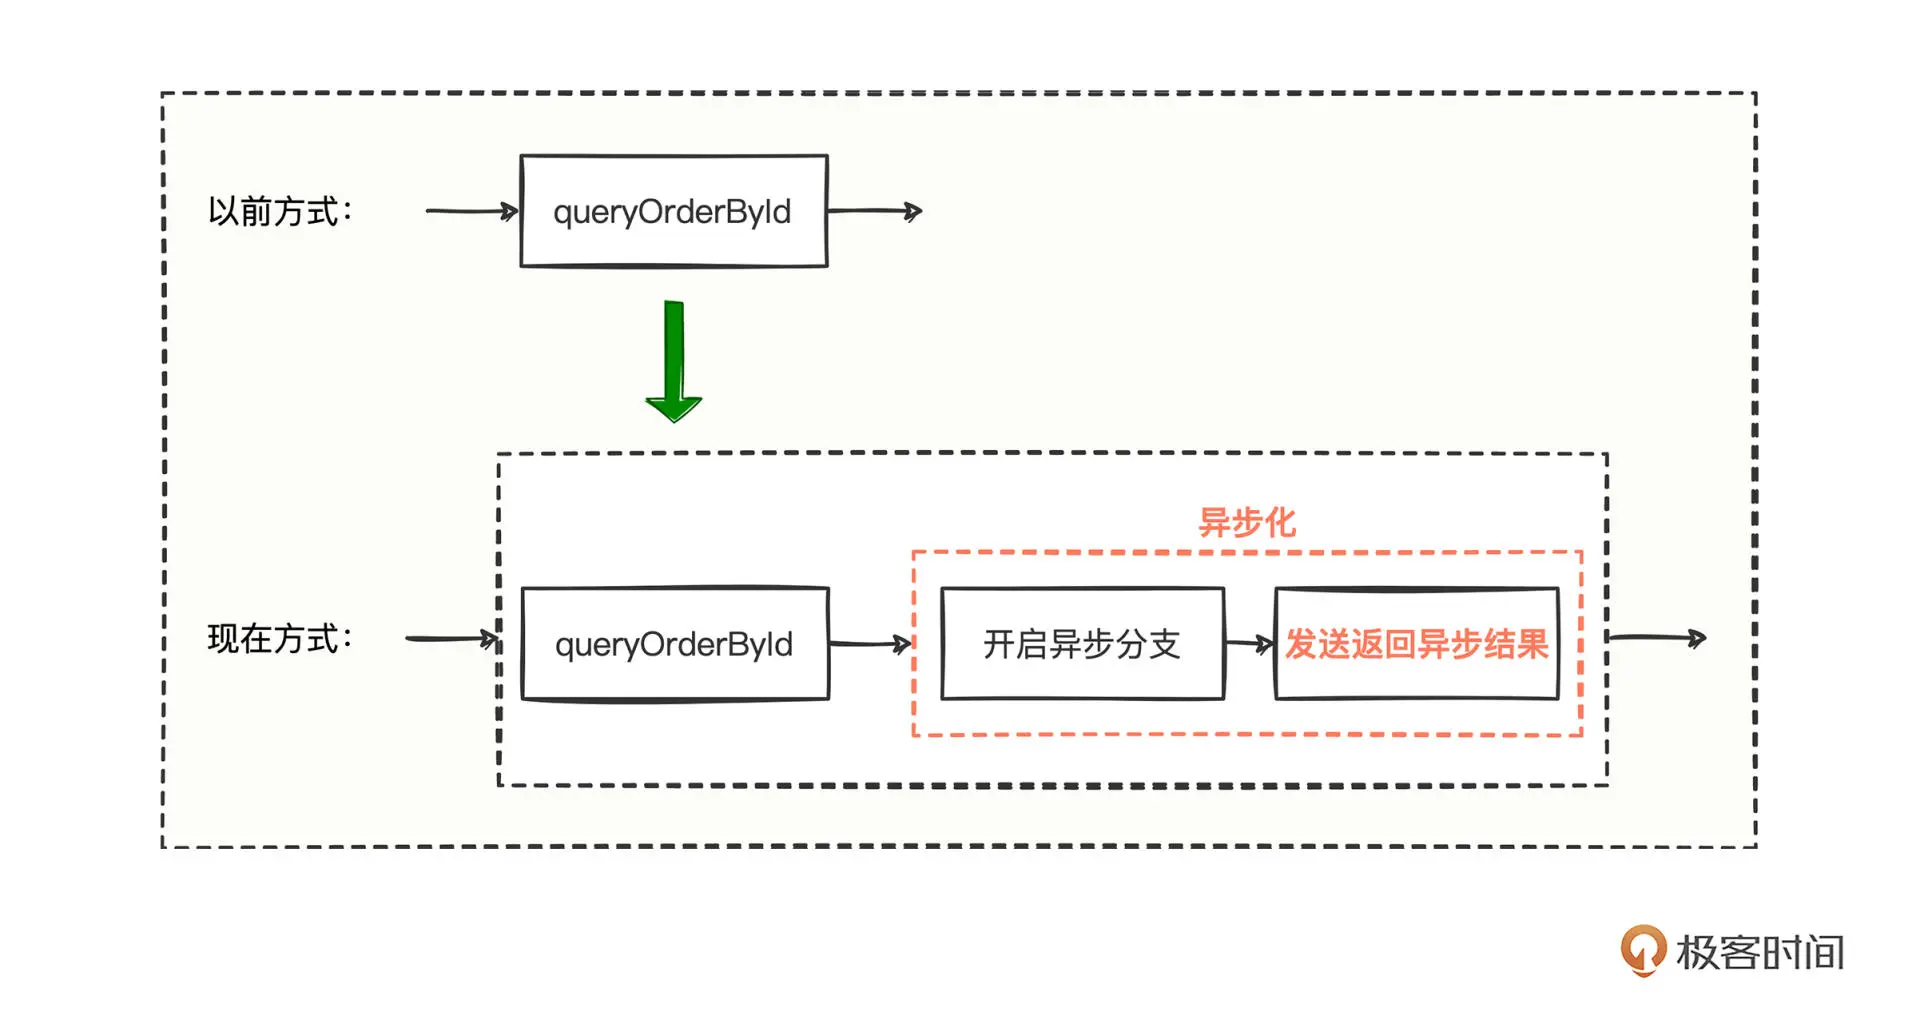 以前方式：
queryOrderById
异步化
现在方式：
queryOrderById
开启异步分支
发送返回异步结果
极客时间